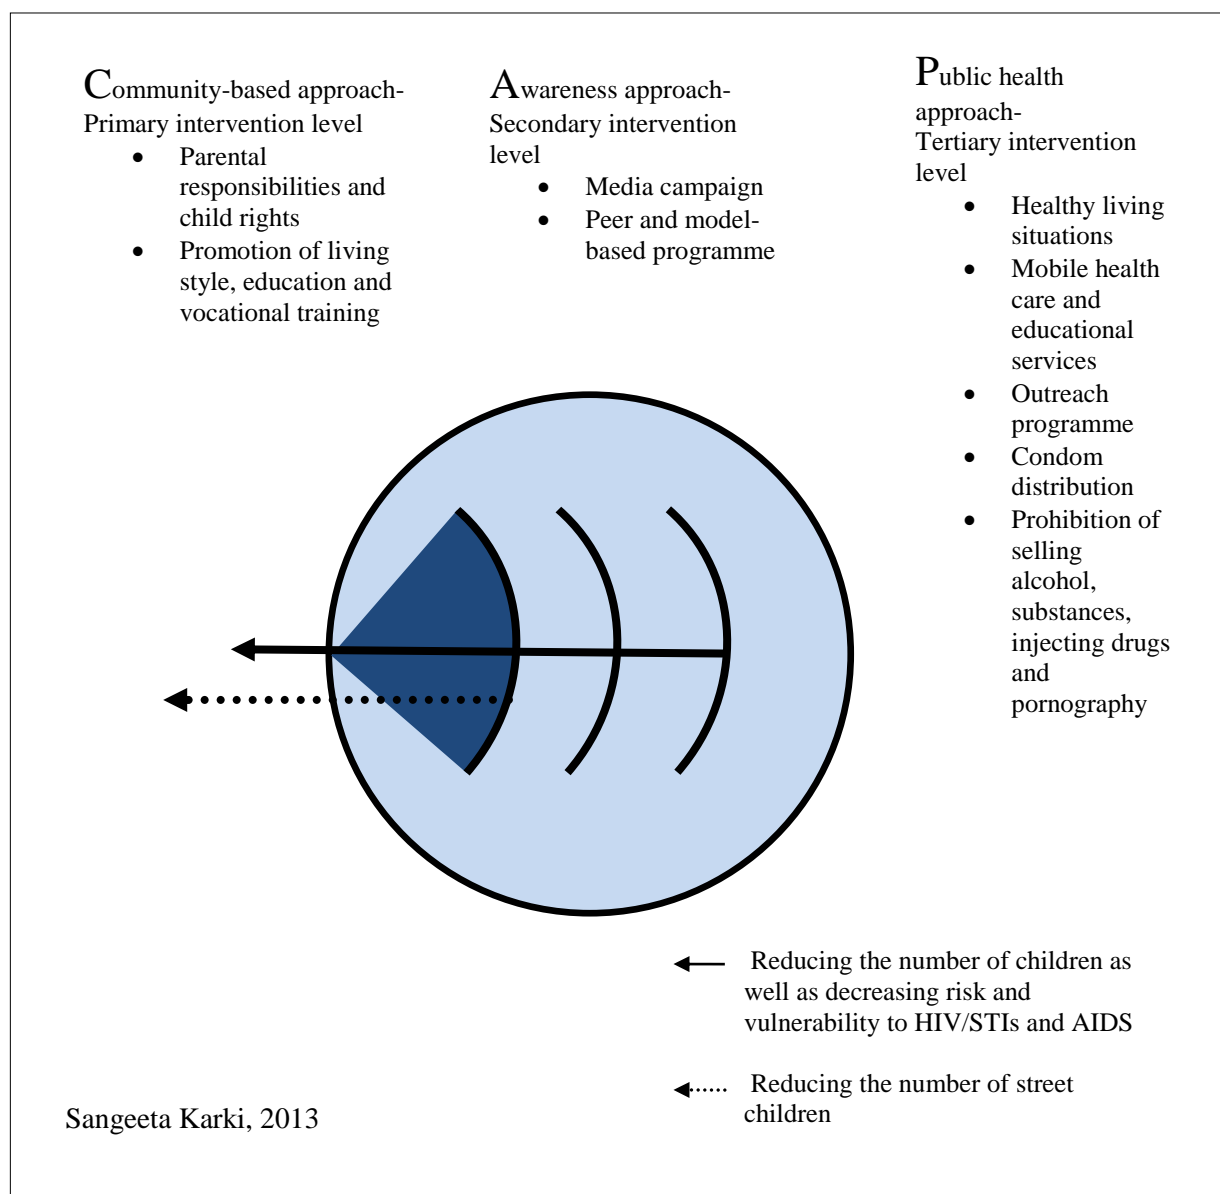 Community-based approach-
Primary intervention level
• Parental
responsibilities and
child rights
• Promotion of living
style, education and
vocational training
Awareness approach-
Secondary intervention
level
• Media campaign
• Peer and model-
based programme
Public health
approach-
Tertiary intervention
level
• Healthy living
situations
• Mobile health
care and
educational
services
• Outreach
programme
• Condom
distribution
• Prohibition of
selling
alcohol,
substances,
injecting drugs
and
pornography
Reducing the number of children as
well as decreasing risk and
vulnerability to HIV/STIs and AIDS
Reducing the number of street
children
Sangeeta Karki, 2013